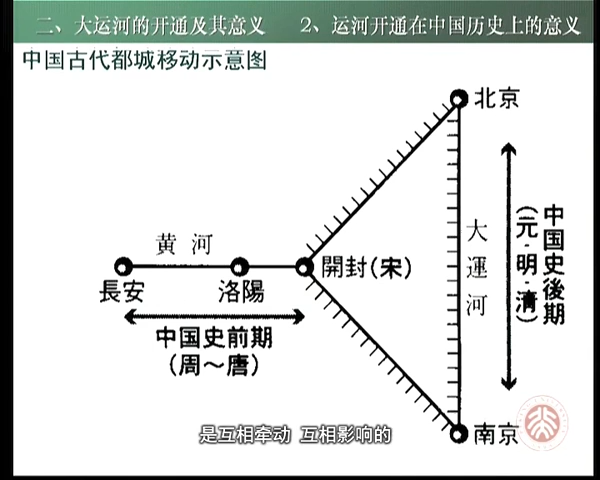 二、大运河的开通及其意义 2、运河开通在中国历史上的意义
中国古代都城移动示意图
北京
黄河
長安
洛陽
開封(宋)
大運河
中国史後期
(元·明·清)
中国史前期
(周～唐)
南京
是互相牵动 互相影响的